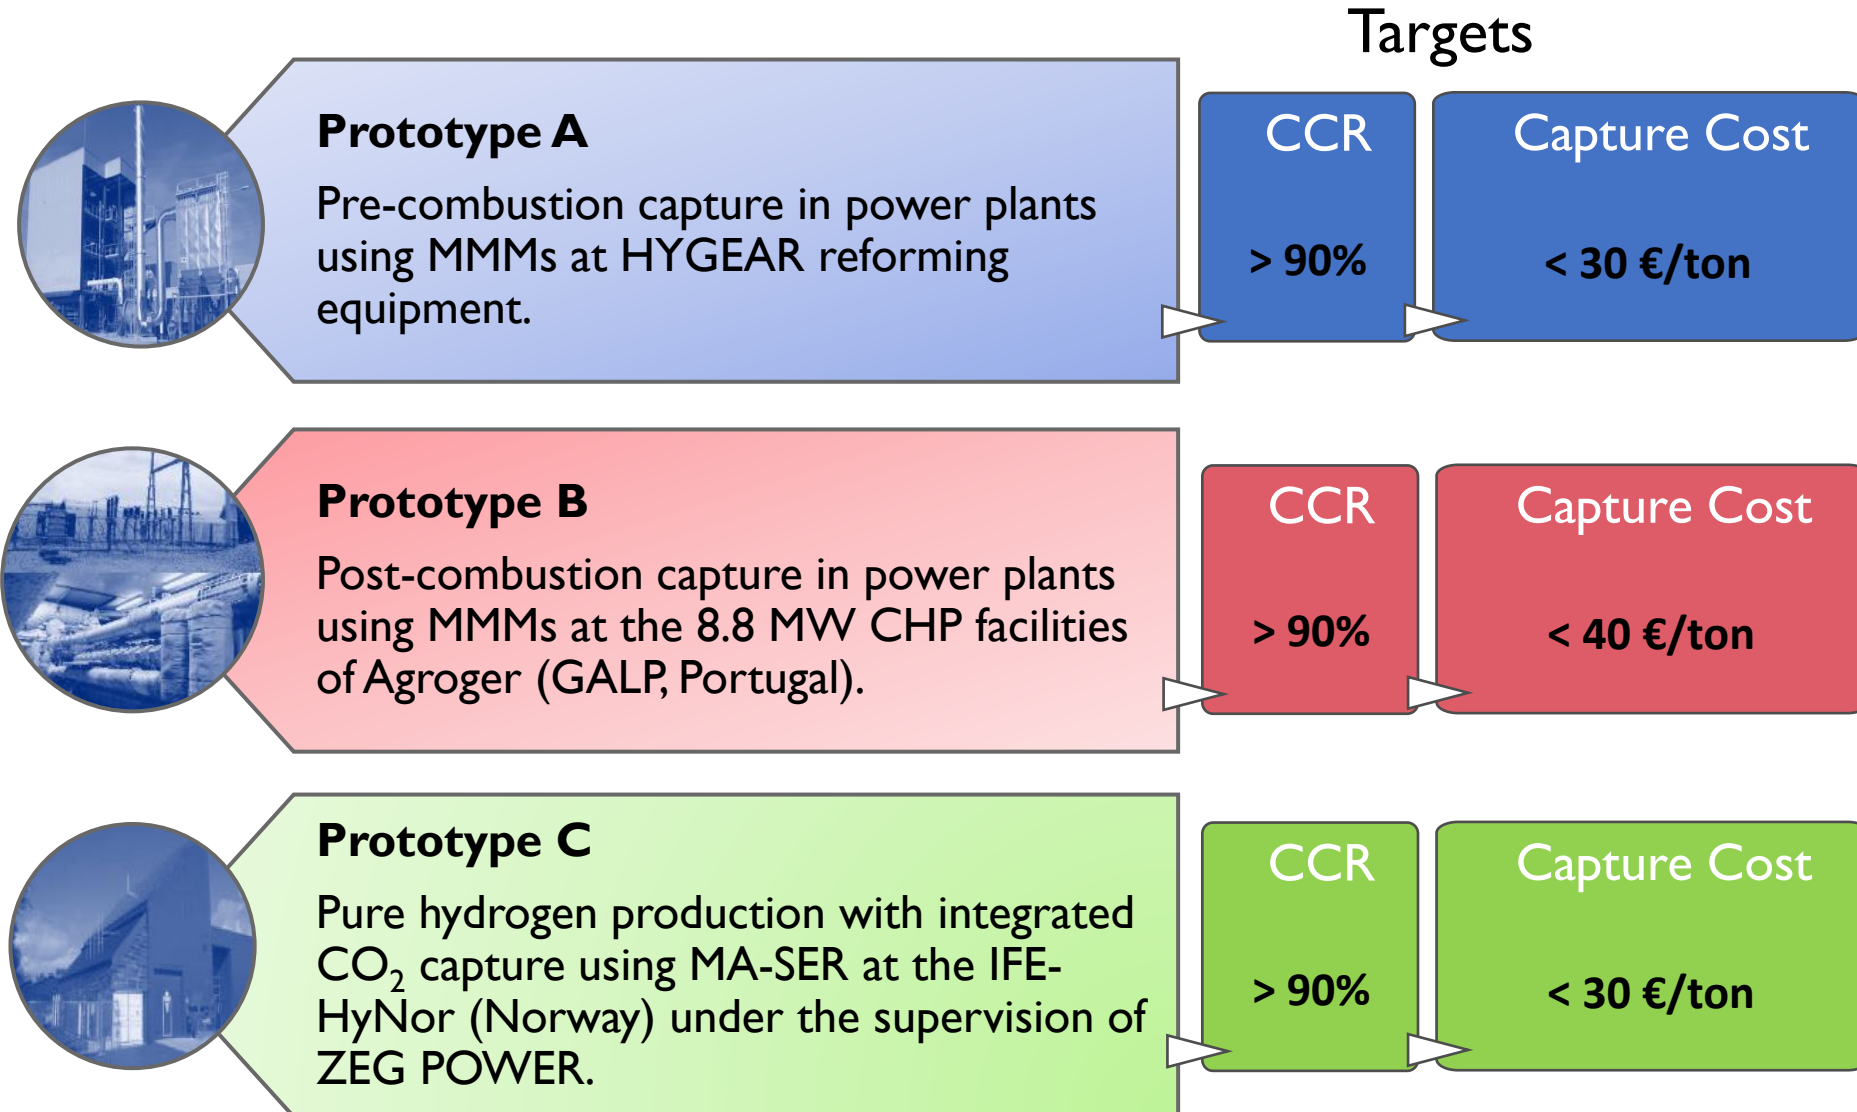 Targets
Prototype A
Pre-combustion capture in power plants
using MMMs at HYGEAR reforming
equipment.
CCR
> 90%
Capture Cost
< 30 €/ton
Prototype B
Post-combustion capture in power plants
using MMMs at the 8.8 MW CHP facilities
of Agroger (GALP, Portugal).
CCR
> 90%
Capture Cost
< 40 €/ton
Prototype C
Pure hydrogen production with integrated
CO₂ capture using MA-SER at the IFE-
HyNor (Norway) under the supervision of
ZEG POWER.
CCR
> 90%
Capture Cost
< 30 €/ton